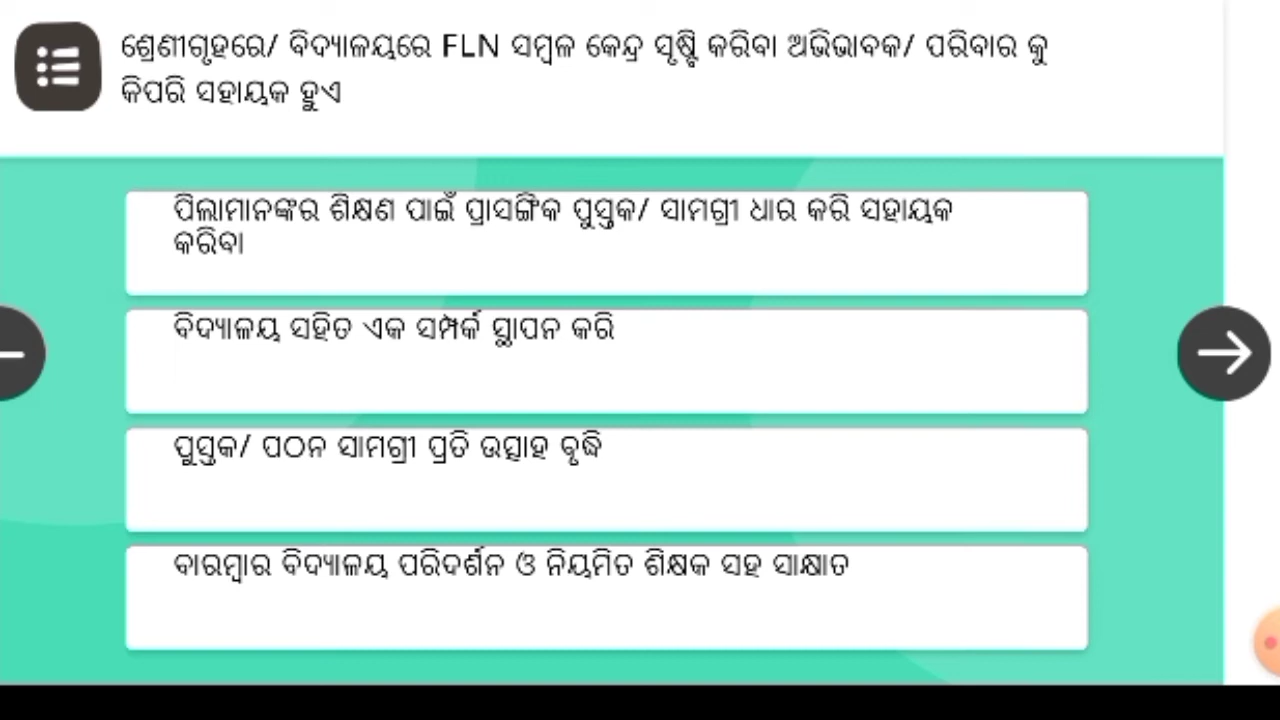 ଶ୍ରେଣୀଗୃହରେ/ ବିଦ୍ୟାଳୟରେ FLN ସମ୍ବଳ କେନ୍ଦ୍ର ସୃଷ୍ଟି କରିବା ଅଭିଭାବକ/ ପରିବାର କୁ
କିପରି ସହାୟକ ହୁଏ
ପିଲାମାନଙ୍କର ଶିକ୍ଷଣ ପାଇଁ ପ୍ରାସଙ୍ଗିକ ପୁସ୍ତକ/ ସାମଗ୍ରୀ ଧାର କରି ସହାୟକ
କରିବା
ବିଦ୍ୟାଳୟ ସହିତ ଏକ ସମ୍ପର୍କ ସ୍ଥାପନ କରି
ପୁସ୍ତକ/ ପଠନ ସାମଗ୍ରୀ ପ୍ରତି ଉତ୍ସାହ ବୃଦ୍ଧି
ବାରମ୍ବାର ବିଦ୍ୟାଳୟ ପରିଦର୍ଶନ ଓ ନିୟମିତ ଶିକ୍ଷକ ସହ ସାକ୍ଷାତ